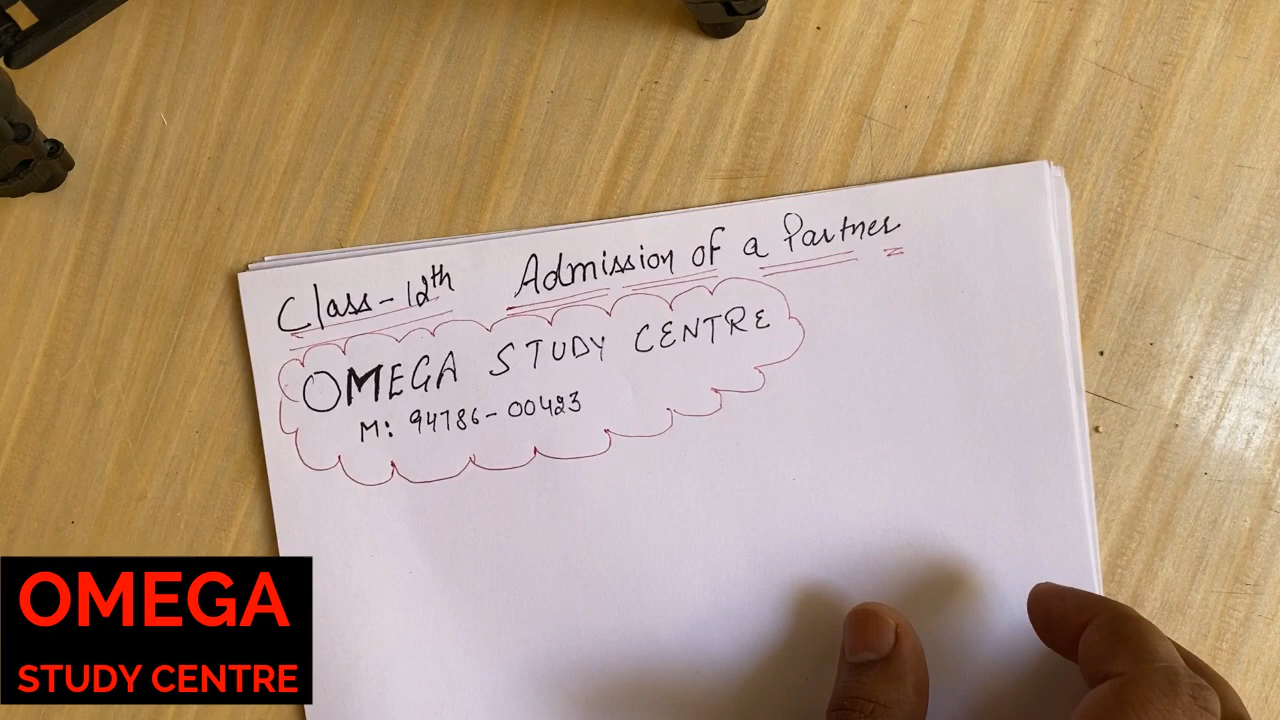 Class-12th Admission of a Partner
OMEGA STUDY CENTRE
M: 94786-00423
OMEGA
STUDY CENTRE